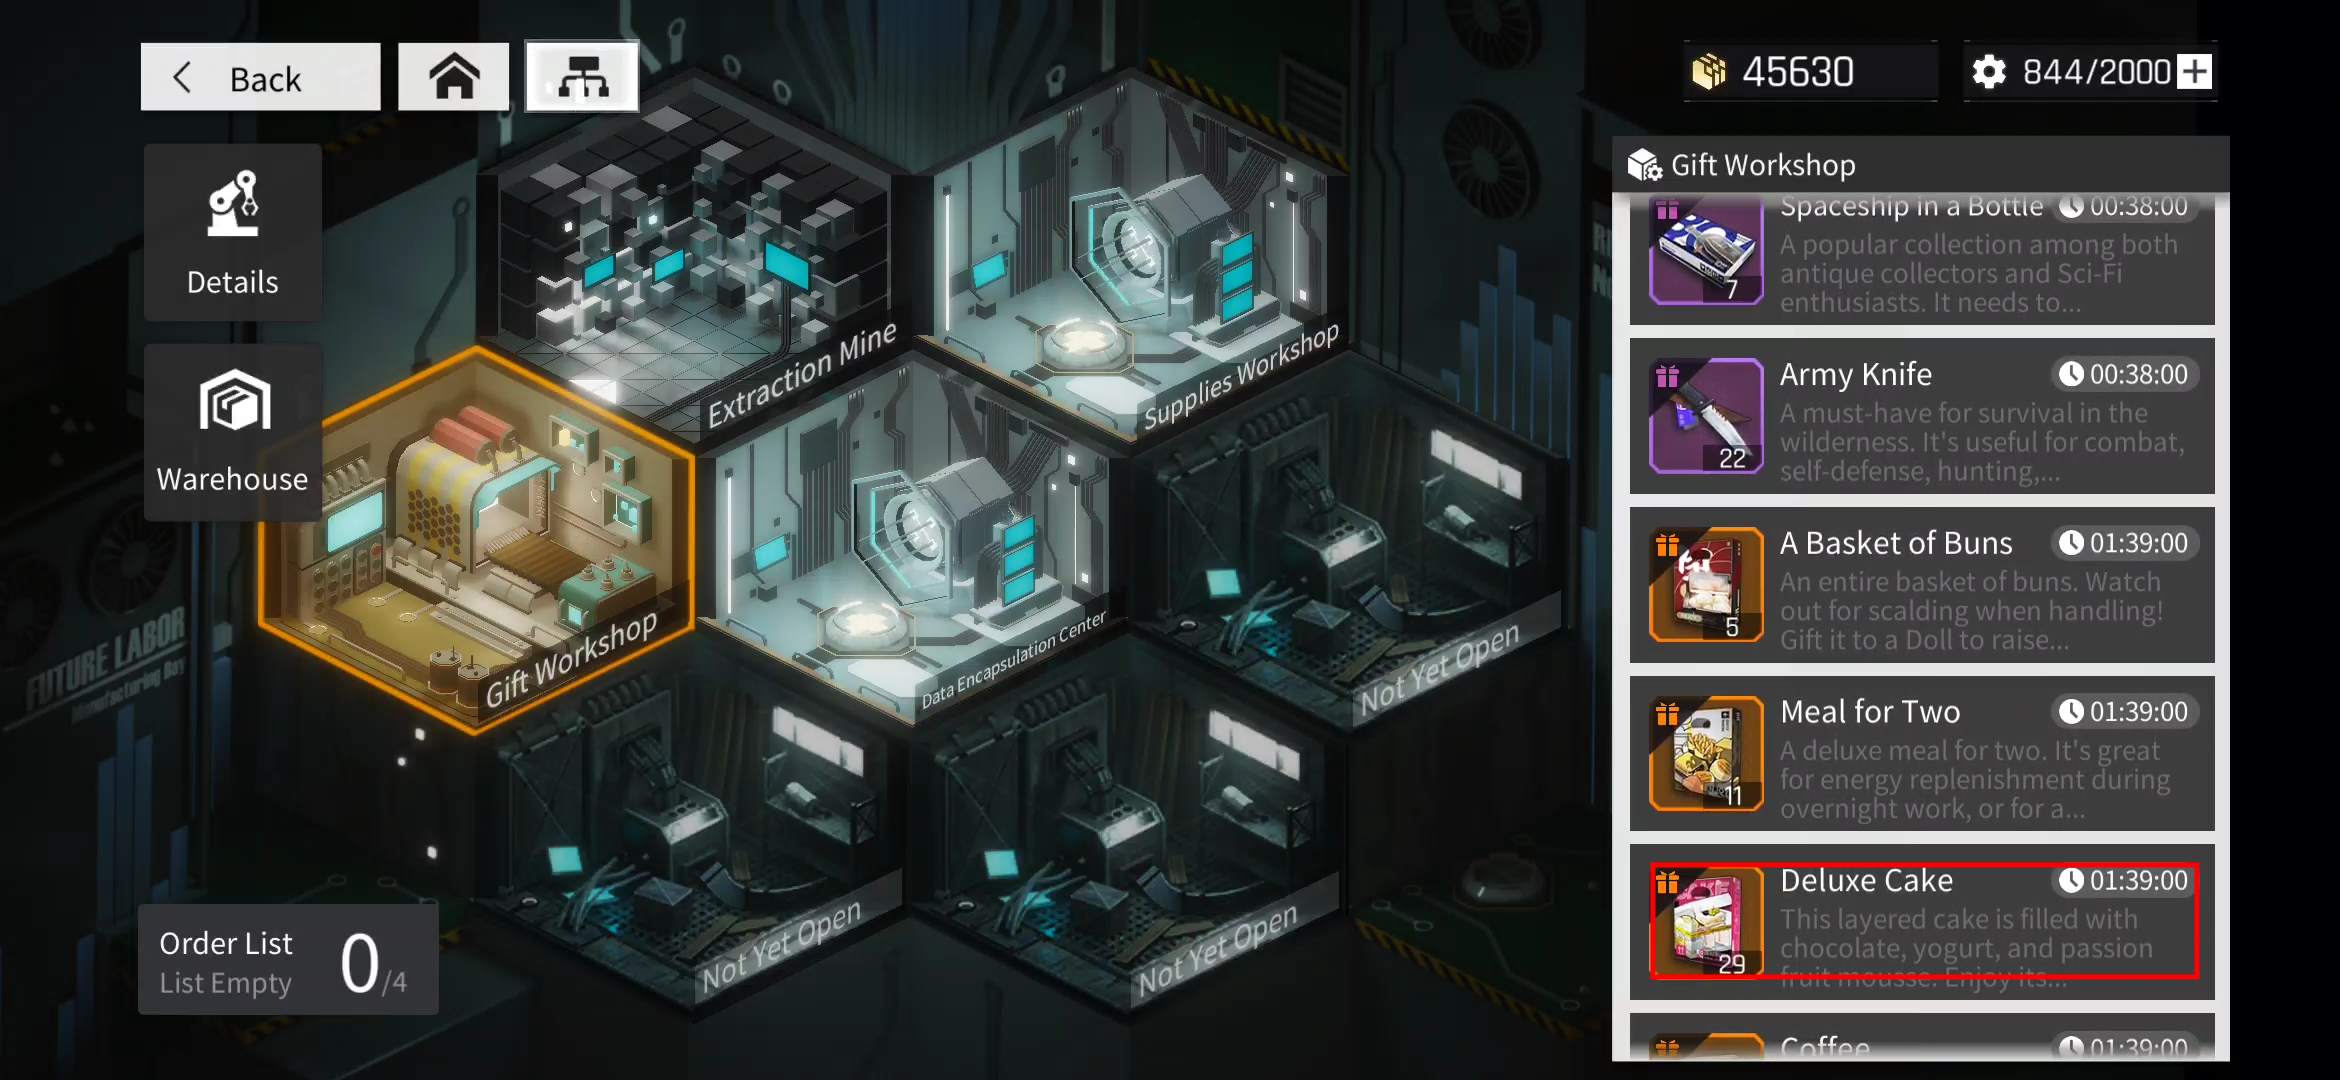 Back
45630
844/2000
Details
Warehouse
Extraction Mine
Supplies Workshop
Gift Workshop
Data Encapsulation Center
Not Yet Open
Not Yet Open
Not Yet Open
FUTURE LABOR
Manufacturing Bay
Order List
List Empty
0/4
Gift Workshop
Spaceship in a Bottle 00:38:00
A popular collection among both
antique collectors and Sci-Fi
enthusiasts. It needs to...
7
Army Knife 00:38:00
A must-have for survival in the
wilderness. It's useful for combat,
self-defense, hunting,...
22
A Basket of Buns 01:39:00
An entire basket of buns. Watch
out for scalding when handling!
Gift it to a Doll to raise...
5
Meal for Two 01:39:00
A deluxe meal for two. It's great
for energy replenishment during
overnight work, or for a...
11
Deluxe Cake 01:39:00
This layered cake is filled with
chocolate, yogurt, and passion
fruit mousse. Enjoy its...
29
Coffee 01:39:00